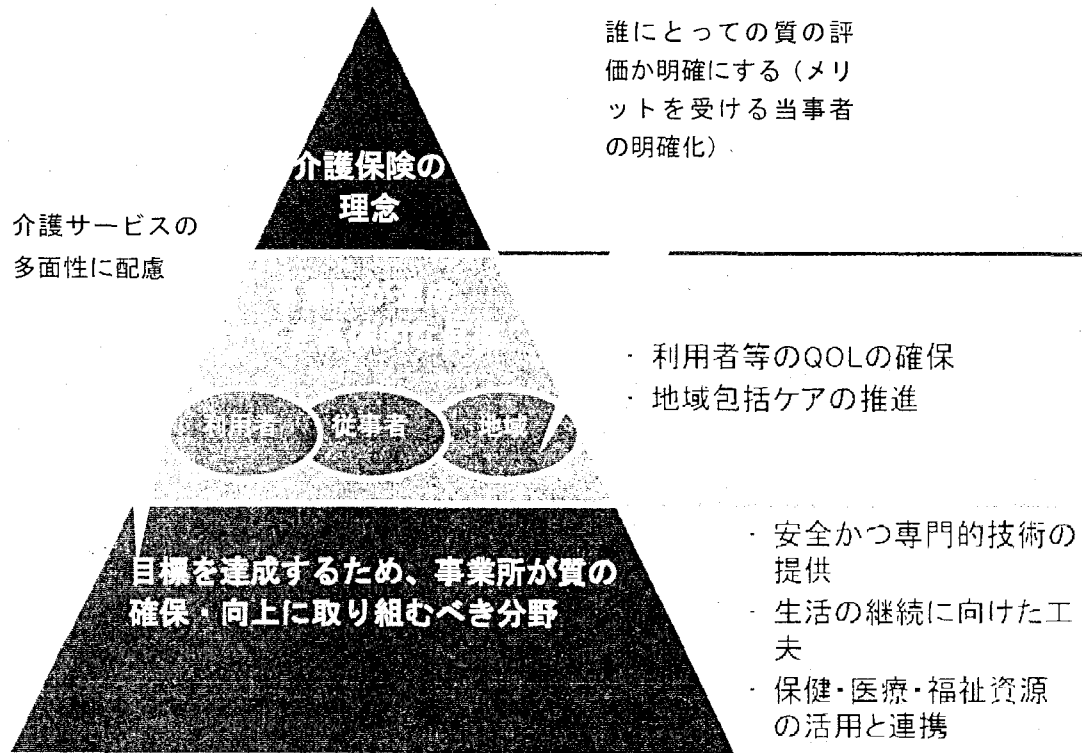 誰にとっての質の評
価か明確にする（メリ
ットを受ける当事者
の明確化）
介護保険の
理念
介護サービスの
多面性に配慮
・ 利用者等のQOLの確保
・ 地域包括ケアの推進
利用者
従事者
地域
目標を達成するため、事業所が質の
確保・向上に取り組むべき分野
・ 安全かつ専門的技術の
提供
・ 生活の継続に向けた工
夫
・ 保健・医療・福祉資源
の活用と連携